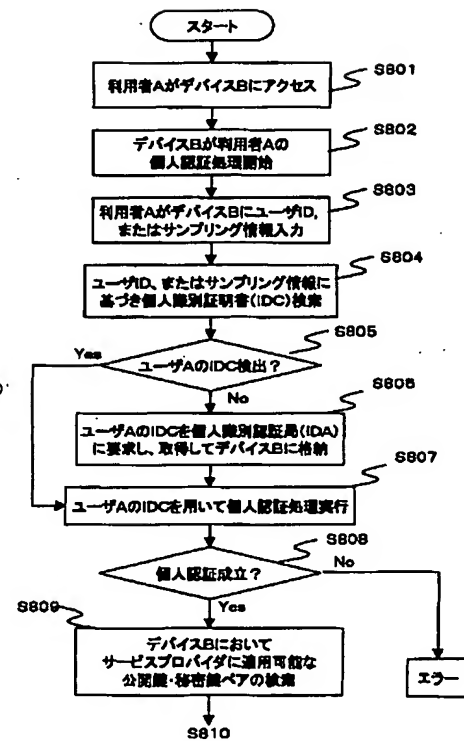 スタート
S801
利用者AがデバイスBにアクセス
S802
デバイスBが利用者Aの
個人認証処理開始
S803
利用者AがデバイスBにユーザID,
またはサンプリング情報入力
S804
ユーザID、またはサンプリング情報に
基づき個人識別証明書(IDC)検索
S805
Yes
ユーザAのIDC検出?
No
S806
ユーザAのIDCを個人識別認証局(IDA)
に要求し、取得してデバイスBに格納
S807
ユーザAのIDCを用いて個人認証処理実行
S808
個人認証成立?
No
Yes
S809
デバイスBにおいて
サービスプロバイダに適用可能な
公開鍵・秘密鍵ペアの検索
エラー
S810